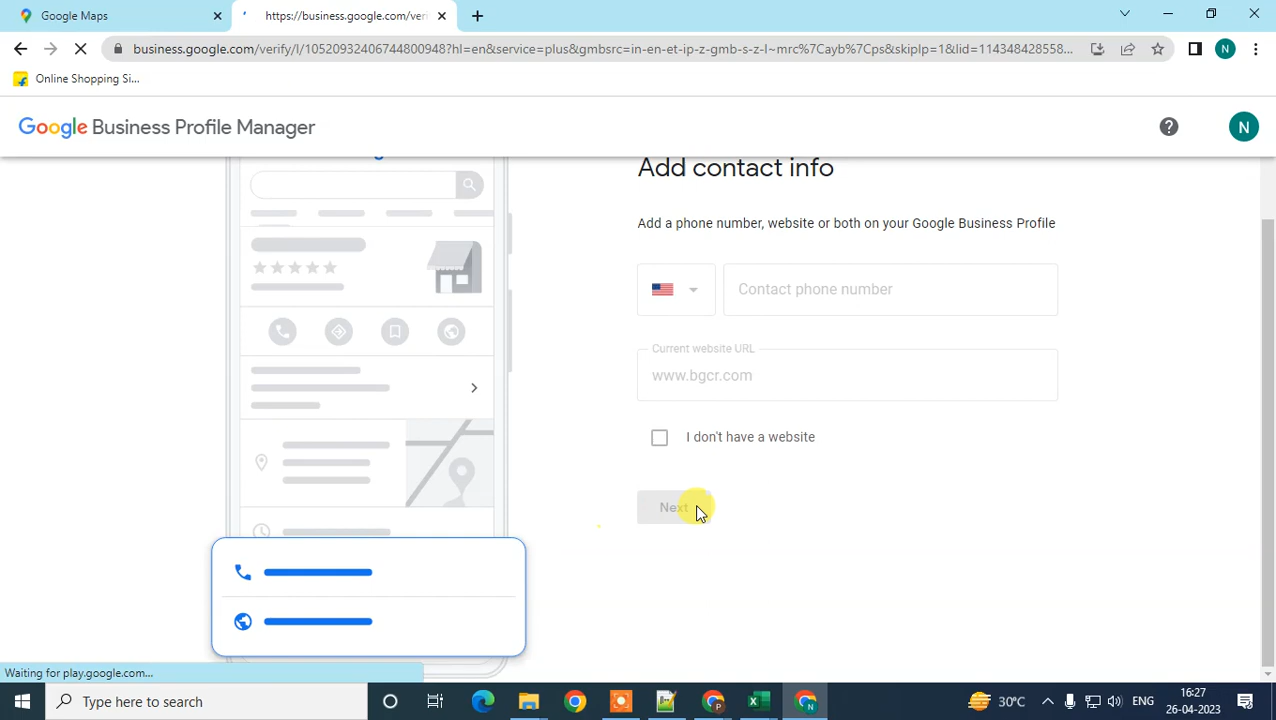 Google Maps
https://business.google.com/veri
business.google.com/verify/l/10520932406744800948?hl=en&service=plus&gmbsrc=in-en-et-ip-z-gmb-s-z-l~mrc%7Cayb%7Cps&skiplp=1&lid=114348428558...
N
Online Shopping Si...
Google Business Profile Manager
N
Add contact info
Add a phone number, website or both on your Google Business Profile
Contact phone number
Current website URL
www.bgcr.com
I don't have a website
Next
Waiting for play.google.com...
Type here to search
30°C
ENG
16:27
26-04-2023